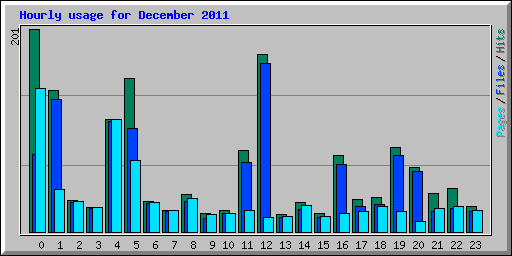 Hourly usage for December 2011
201
Pages/Files/Hits
0 1 2 3 4 5 6 7 8 9 10 11 12 13 14 15 16 17 18 19 20 21 22 23